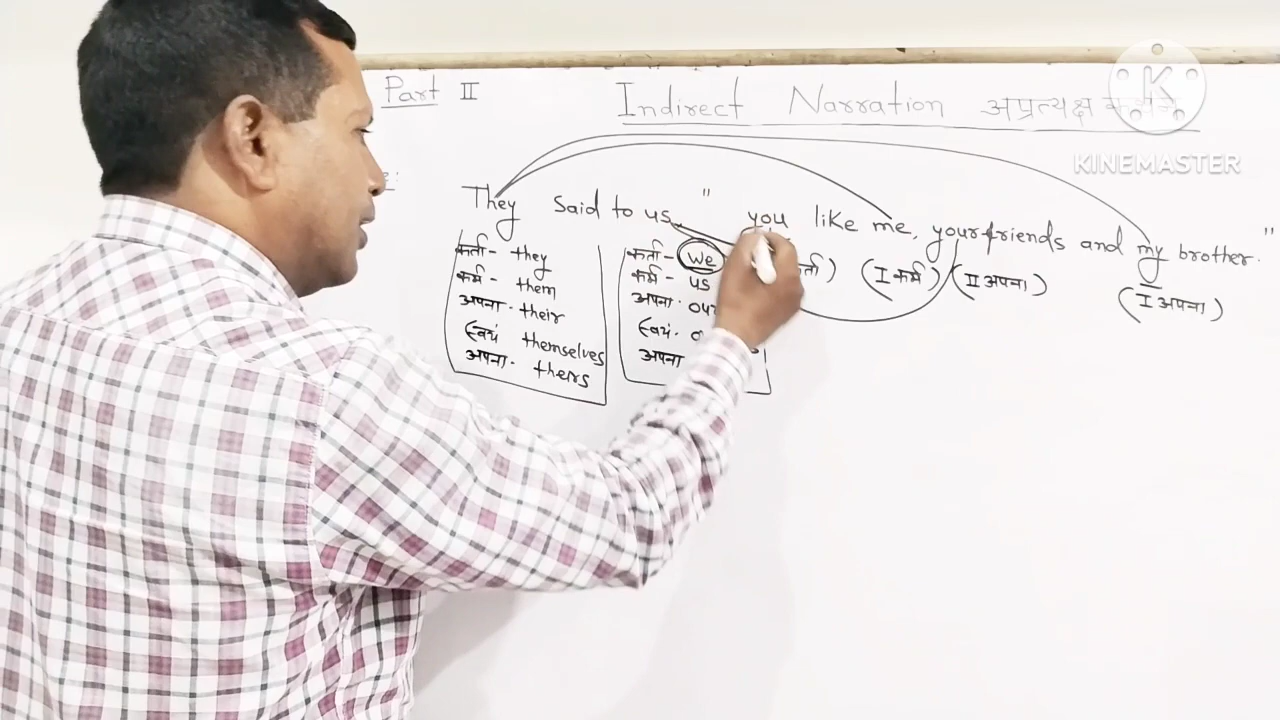 Part II
Indirect Narration अप्रत्यक्ष
K
KINEMASTER
They said to us, " you like me, your friends and my brother. "
कर्ता - they
कर्म - them
अपना - their
स्वयं themselves
अपना - theirs
कर्ता - we
कर्म - us
अपना -
स्वयं -
अपना
(I कर्म)
(II अपना)
(I अपना)